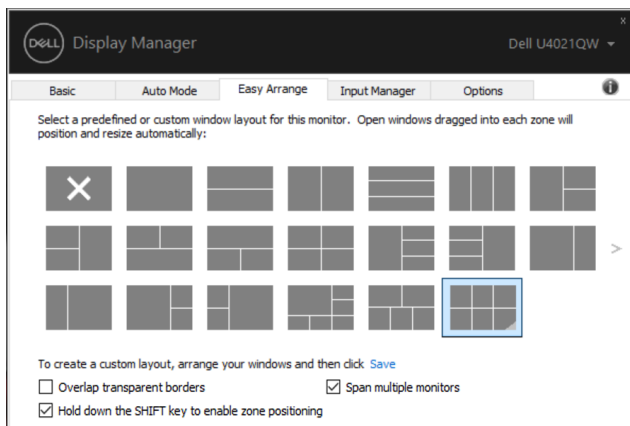 DELL Display Manager
x
Dell U4021QW
Basic Auto Mode Easy Arrange Input Manager Options i
Select a predefined or custom window layout for this monitor. Open windows dragged into each zone will
position and resize automatically:
>
To create a custom layout, arrange your windows and then click Save
Overlap transparent borders
Span multiple monitors
Hold down the SHIFT key to enable zone positioning